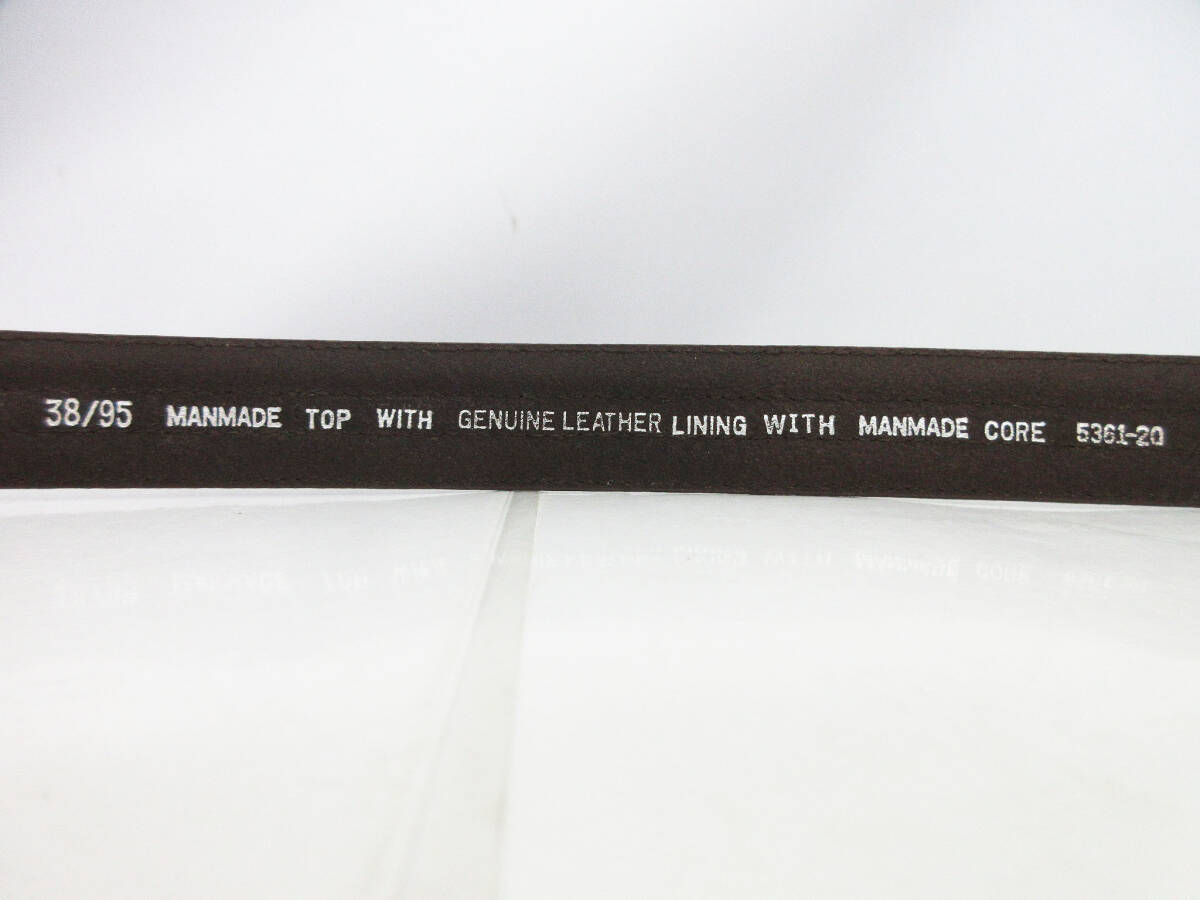 38/95 MANMADE TOP WITH GENUINE LEATHER LINING WITH MANMADE CORE 5361-20